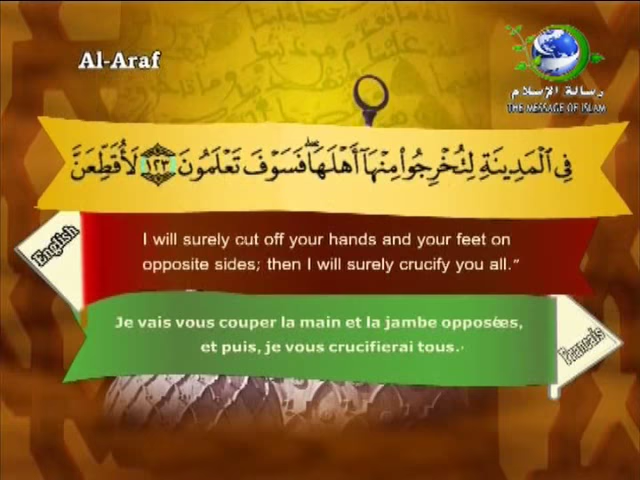 Al-Araf
رسالة الإسلام
THE MESSAGE OF ISLAM
فِي ٱلْمَدِينَةِ لِتُخْرِجُوا۟ مِنْهَآ أَهْلَهَا ۖ فَسَوْفَ تَعْلَمُونَ ١٢٣ لَأُقَطِّعَنَّ
English
I will surely cut off your hands and your feet on
opposite sides; then I will surely crucify you all.”
Je vais vous couper la main et la jambe opposées,
et puis, je vous crucifierai tous.
Francais